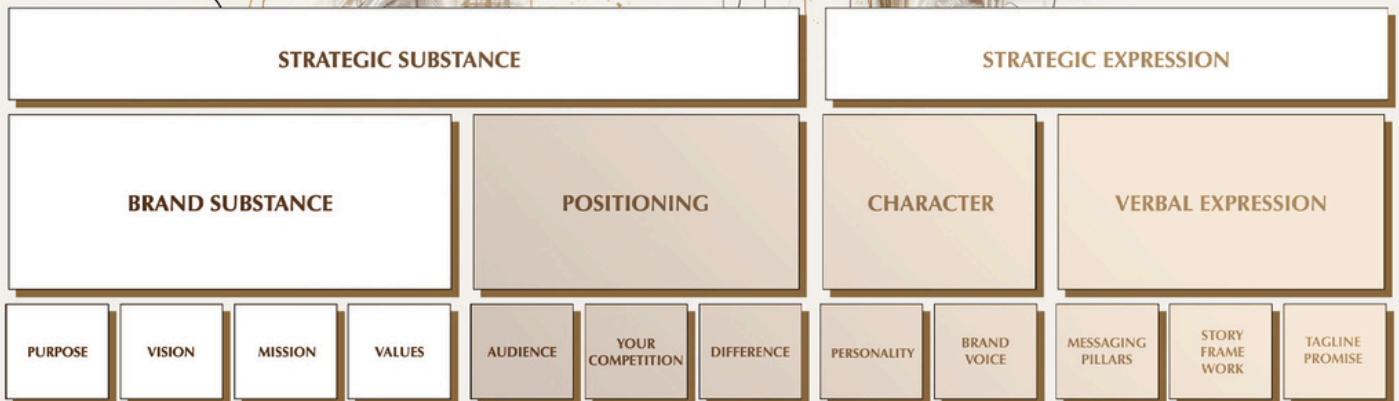 STRATEGIC SUBSTANCE
STRATEGIC EXPRESSION
BRAND SUBSTANCE
POSITIONING
CHARACTER
VERBAL EXPRESSION
PURPOSE
VISION
MISSION
VALUES
AUDIENCE
YOUR
COMPETITION
DIFFERENCE
PERSONALITY
BRAND
VOICE
MESSAGING
PILLARS
STORY
FRAME
WORK
TAGLINE
PROMISE